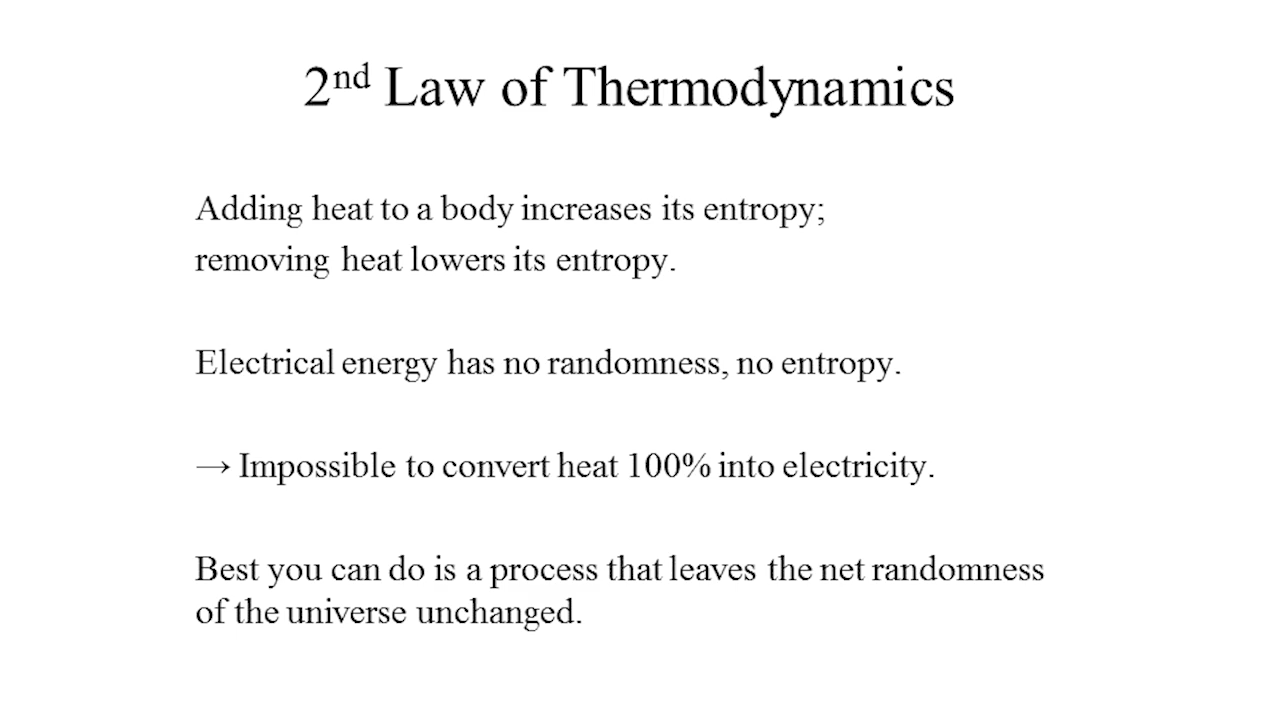 2nd Law of Thermodynamics
Adding heat to a body increases its entropy;
removing heat lowers its entropy.
Electrical energy has no randomness, no entropy.
→ Impossible to convert heat 100% into electricity.
Best you can do is a process that leaves the net randomness
of the universe unchanged.